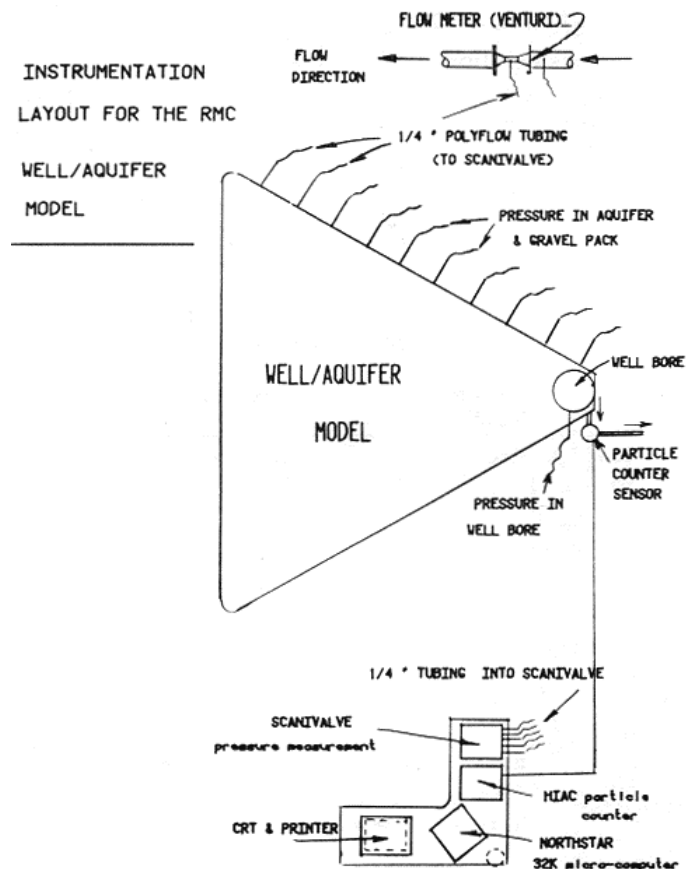 INSTRUMENTATION
LAYOUT FOR THE RMC
WELL/AQUIFER
MODEL
FLOW METER (VENTURI)
FLOW
DIRECTION
1/4 " POLYFLOW TUBING
(TO SCANIVALVE)
PRESSURE IN AQUIFER
& GRAVEL PACK
WELL BORE
WELL/AQUIFER
MODEL
PARTICLE
COUNTER
SENSOR
PRESSURE IN
WELL BORE
1/4 " TUBING INTO SCANIVALVE
SCANIVALVE
pressure measurement
HIAC particle
counter
CRT & PRINTER
NORTHSTAR
32K micro-computer